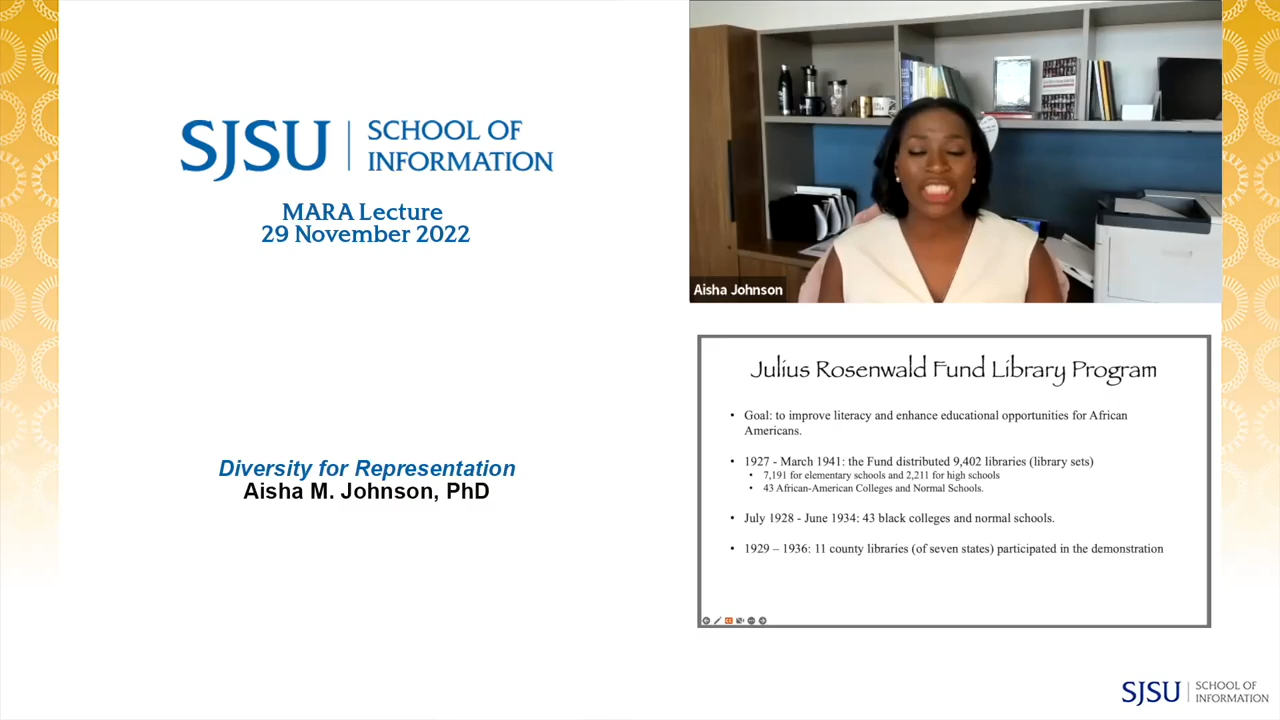 SJSU | SCHOOL OF
INFORMATION
MARA Lecture
29 November 2022
Diversity for Representation
Aisha M. Johnson, PhD
Aisha Johnson
Julius Rosenwald Fund Library Program
• Goal: to improve literacy and enhance educational opportunities for African
Americans.
• 1927 - March 1941: the Fund distributed 9,402 libraries (library sets)
• 7,191 for elementary schools and 2,211 for high schools
• 43 African-American Colleges and Normal Schools.
• July 1928 - June 1934: 43 black colleges and normal schools.
• 1929 – 1936: 11 county libraries (of seven states) participated in the demonstration
SJSU | SCHOOL OF
INFORMATION